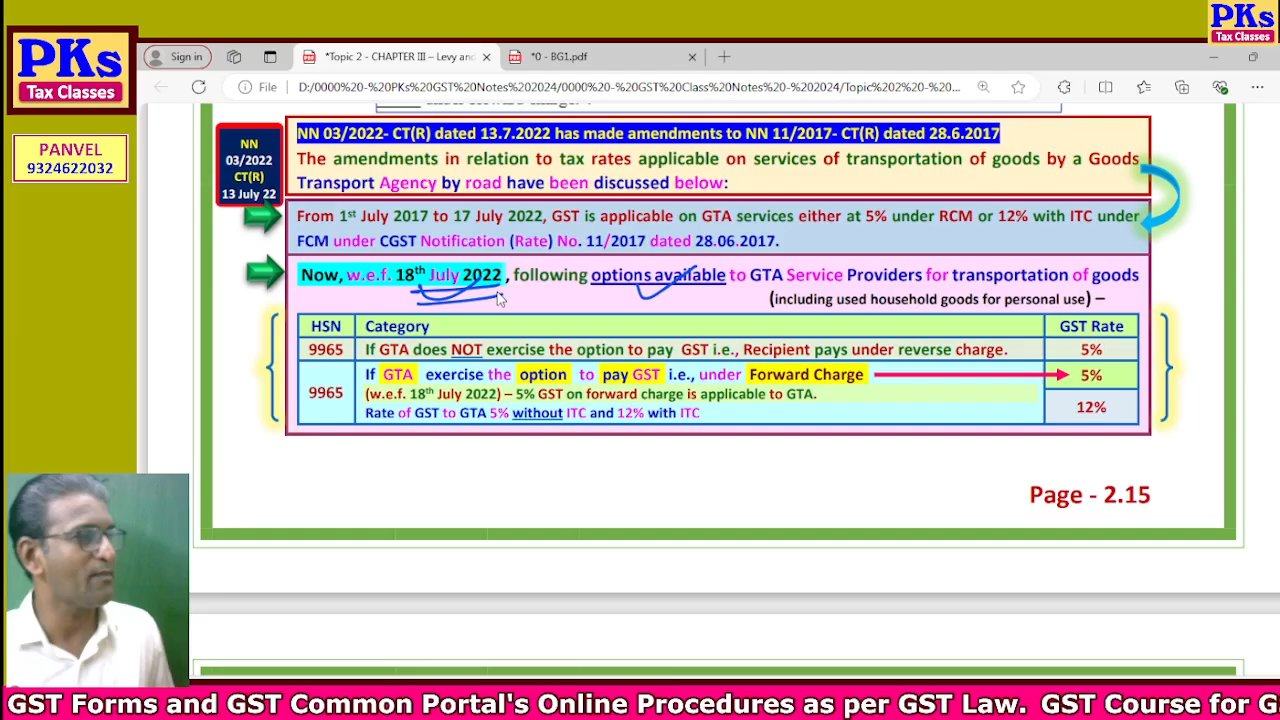 PKs
Tax Classes
PKs
Tax Classes
PANVEL
9324622032
Sign in
*Topic 2 - CHAPTER III – Levy anc
*0 - BG1.pdf
File
D:/0000%20-%20PKs%20GST%20Notes%202024/0000%20-%20GST%20Class%20Notes%20%202024/Topic%202%20-%20...
NN
03/2022
CT(R)
13 July 22
NN 03/2022- CT(R) dated 13.7.2022 has made amendments to NN 11/2017- CT(R) dated 28.6.2017
The amendments in relation to tax rates applicable on services of transportation of goods by a Goods
Transport Agency by road have been discussed below:
From 1st July 2017 to 17 July 2022, GST is applicable on GTA services either at 5% under RCM or 12% with ITC under
FCM under CGST Notification (Rate) No. 11/2017 dated 28.06.2017.
Now, w.e.f. 18th July 2022, following options available to GTA Service Providers for transportation of goods
(including used household goods for personal use) –
HSN Category GST Rate
9965 If GTA does NOT exercise the option to pay GST i.e., Recipient pays under reverse charge. 5%
9965 If GTA exercise the option to pay GST i.e., under Forward Charge 5%
(w.e.f. 18th July 2022) – 5% GST on forward charge is applicable to GTA.
Rate of GST to GTA 5% without ITC and 12% with ITC 12%
Page - 2.15
GST Forms and GST Common Portal's Online Procedures as per GST Law. GST Course for G